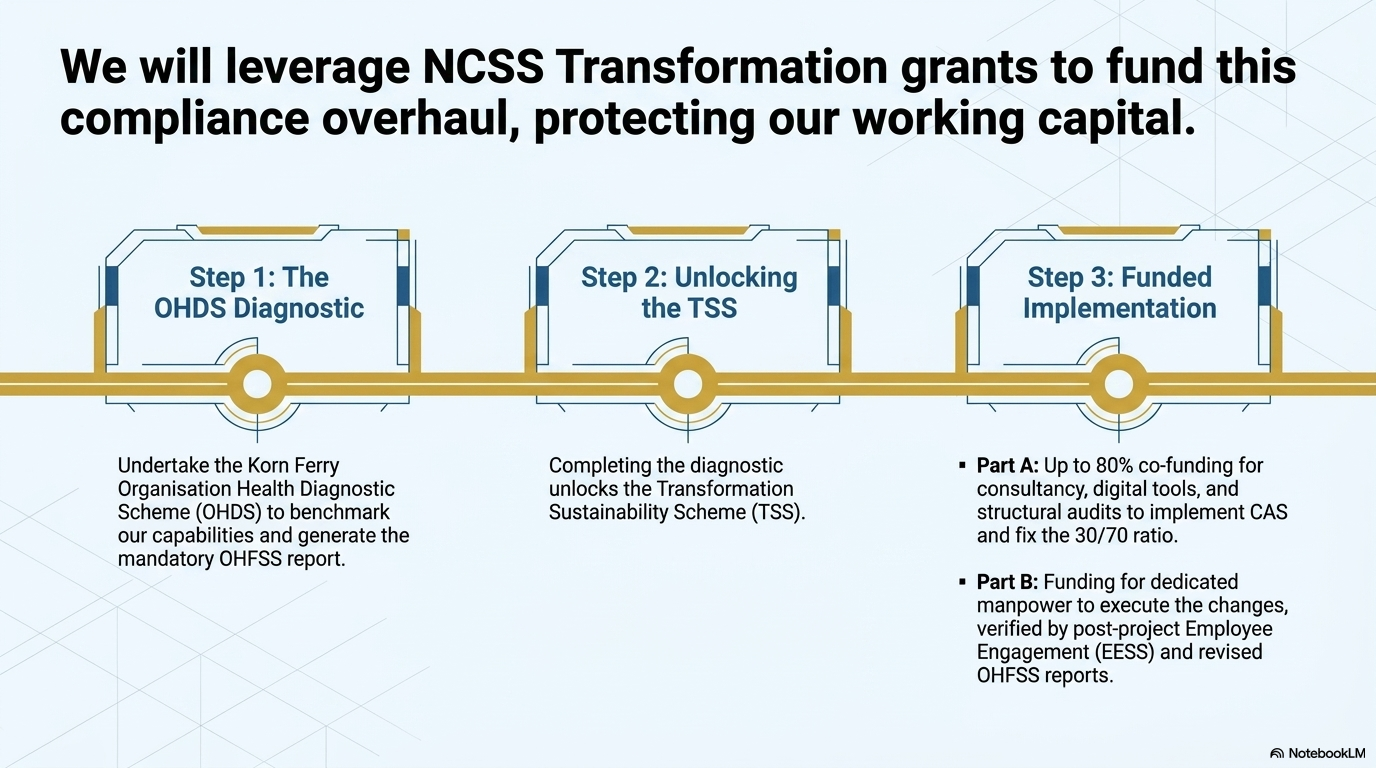 We will leverage NCSS Transformation grants to fund this
compliance overhaul, protecting our working capital.
Step 1: The
OHDS Diagnostic
Undertake the Korn Ferry
Organisation Health Diagnostic
Scheme (OHDS) to benchmark
our capabilities and generate the
mandatory OHFSS report.
Step 2: Unlocking
the TSS
Completing the diagnostic
unlocks the Transformation
Sustainability Scheme (TSS).
Step 3: Funded
Implementation
▪ Part A: Up to 80% co-funding for
consultancy, digital tools, and
structural audits to implement CAS
and fix the 30/70 ratio.
▪ Part B: Funding for dedicated
manpower to execute the changes,
verified by post-project Employee
Engagement (EESS) and revised
OHFSS reports.
NotebookLM